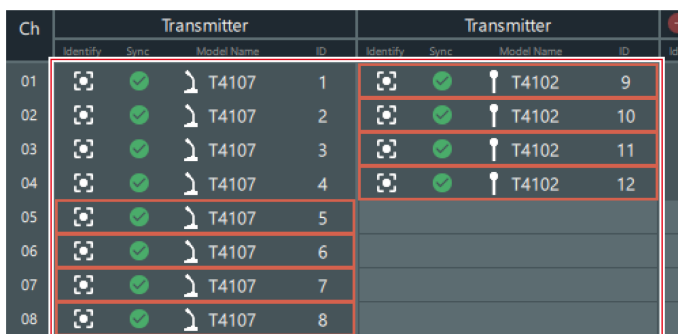 Ch Transmitter Transmitter
Identify Sync Model Name ID Identify Sync Model Name ID Id
01 T4107 1 T4102 9
02 T4107 2 T4102 10
03 T4107 3 T4102 11
04 T4107 4 T4102 12
05 T4107 5
06 T4107 6
07 T4107 7
08 T4107 8